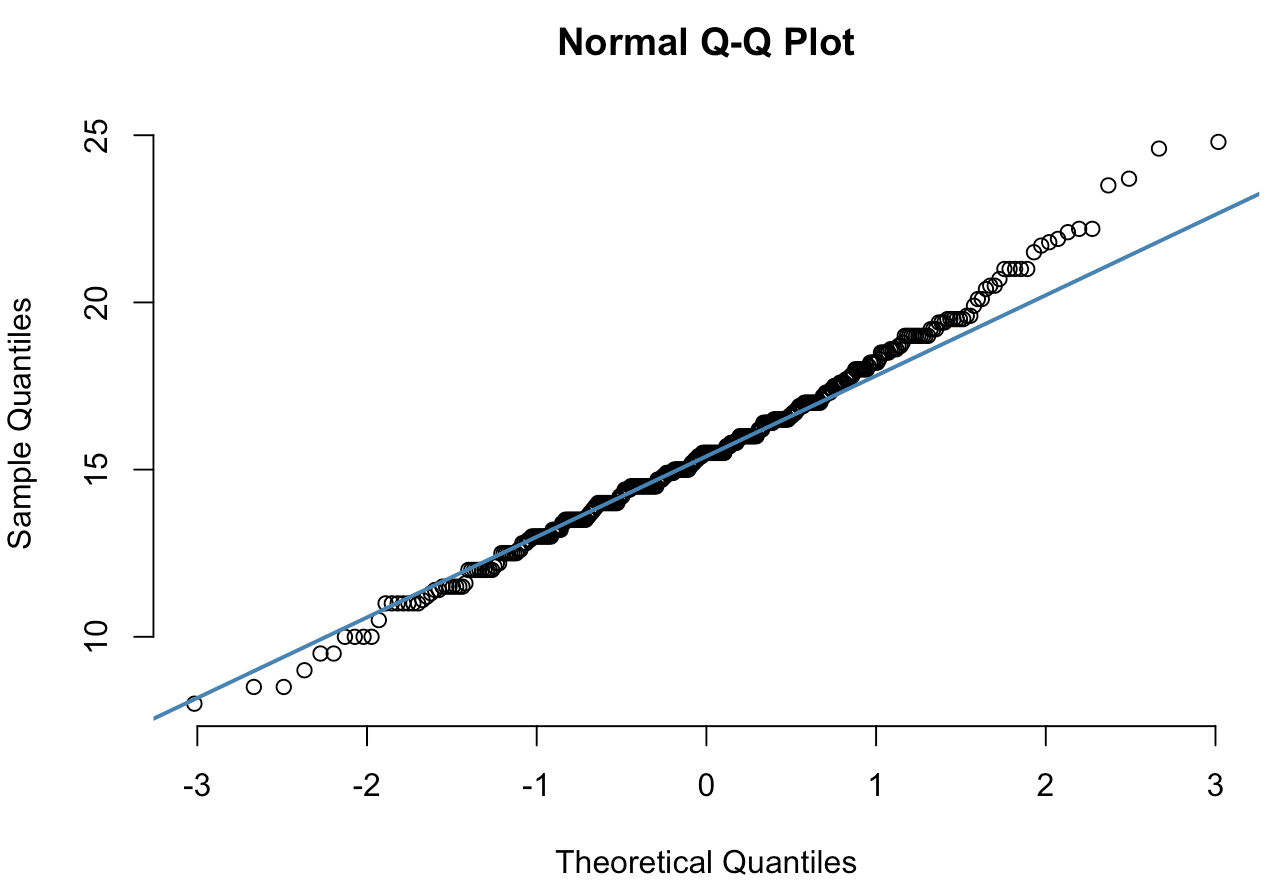 Normal Q-Q Plot
25
20
15
10
Sample Quantiles
-3 -2 -1 0 1 2 3
Theoretical Quantiles